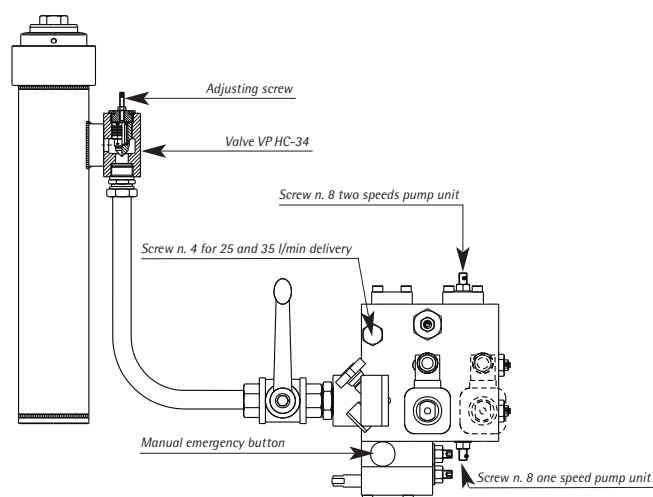 Adjusting screw
Valve VP HC-34
Screw n. 8 two speeds pump unit
Screw n. 4 for 25 and 35 l/min delivery
Manual emergency button
Screw n. 8 one speed pump unit